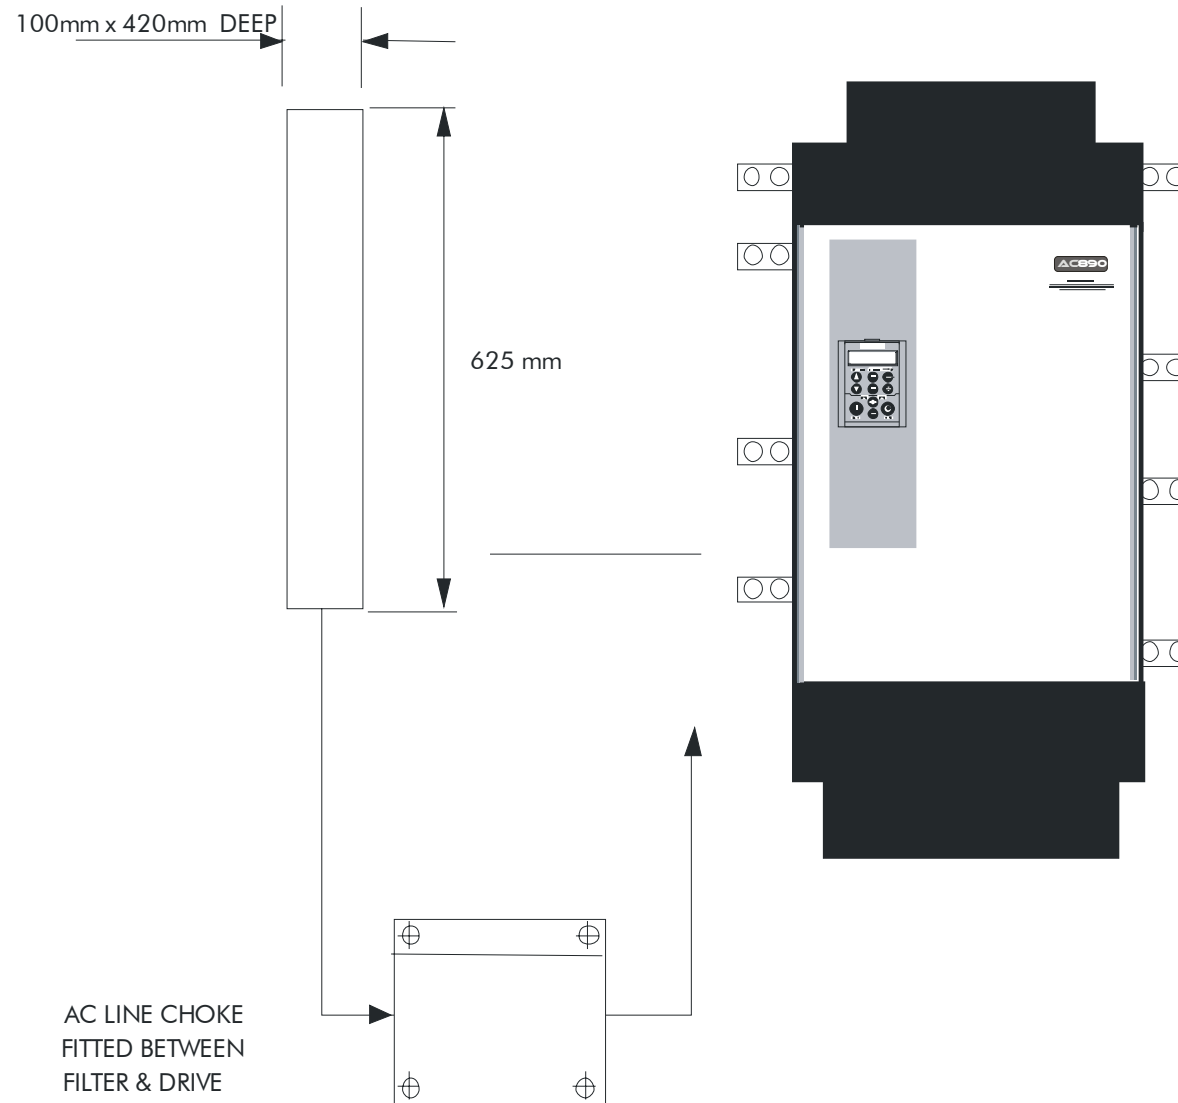 100mm x 420mm DEEP
AC890
625 mm
AC LINE CHOKE
FITTED BETWEEN
FILTER & DRIVE